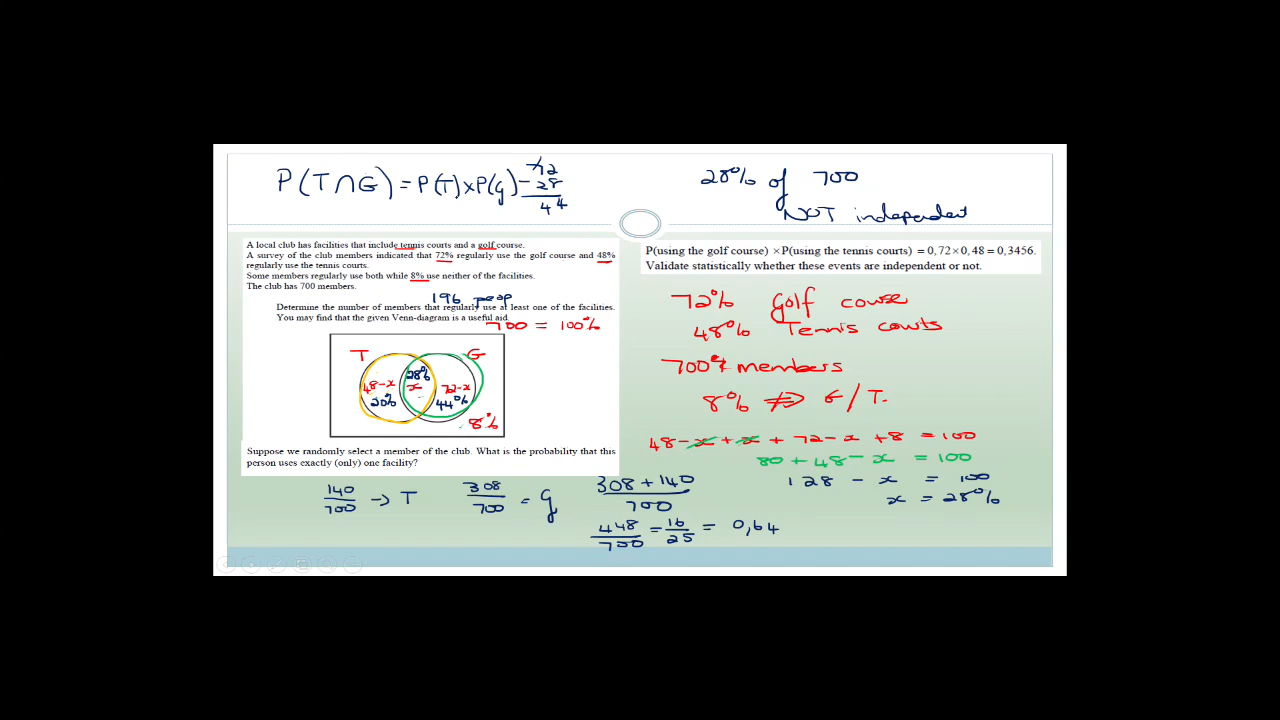 P(T∩G) = P(T)×P(G)
72
- 28
44
28% of 700
NOT independent
A local club has facilities that include tennis courts and a golf course.
A survey of the club members indicated that 72% regularly use the golf course and 48%
regularly use the tennis courts.
Some members regularly use both while 8% use neither of the facilities.
The club has 700 members.
196 peop
Determine the number of members that regularly use at least one of the facilities.
You may find that the given Venn-diagram is a useful aid
700 = 100%
T G
28%
48-x x 72-x
20% 44%
8%
Suppose we randomly select a member of the club. What is the probability that this
person uses exactly (only) one facility?
140/700 → T 308/700 = G
308 + 140
700
448/700 = 16/25 = 0,64
P(using the golf course) ×P(using the tennis courts) = 0,72×0,48 = 0,3456.
Validate statistically whether these events are independent or not.
72% Golf course
48% Tennis courts
700 members
8% ⇏ G/T.
48-x + x + 72-x +8 = 100
80 + 48 - x = 100
128 - x = 100
x = 28%